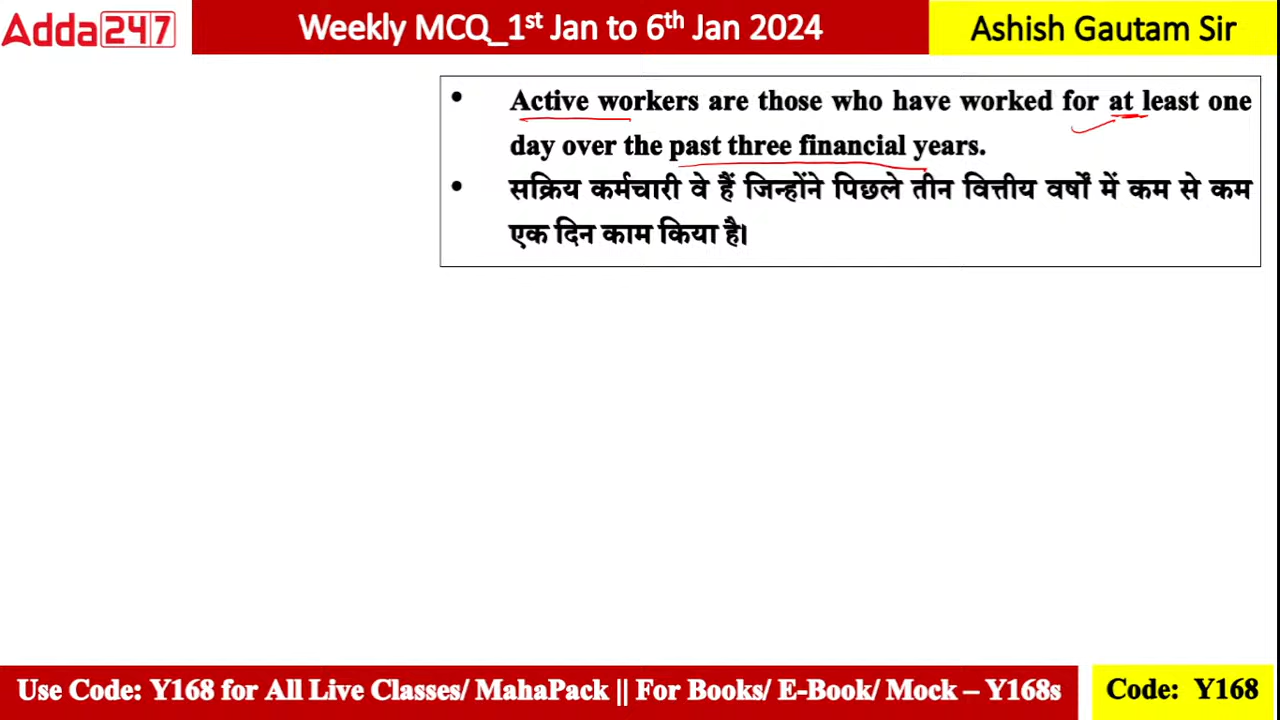 Adda247
Weekly MCQ_1st Jan to 6th Jan 2024
Ashish Gautam Sir
• Active workers are those who have worked for at least one
day over the past three financial years.
• सक्रिय कर्मचारी वे हैं जिन्होंने पिछले तीन वित्तीय वर्षों में कम से कम
एक दिन काम किया है।
Use Code: Y168 for All Live Classes/ MahaPack || For Books/ E-Book/ Mock – Y168s
Code: Y168